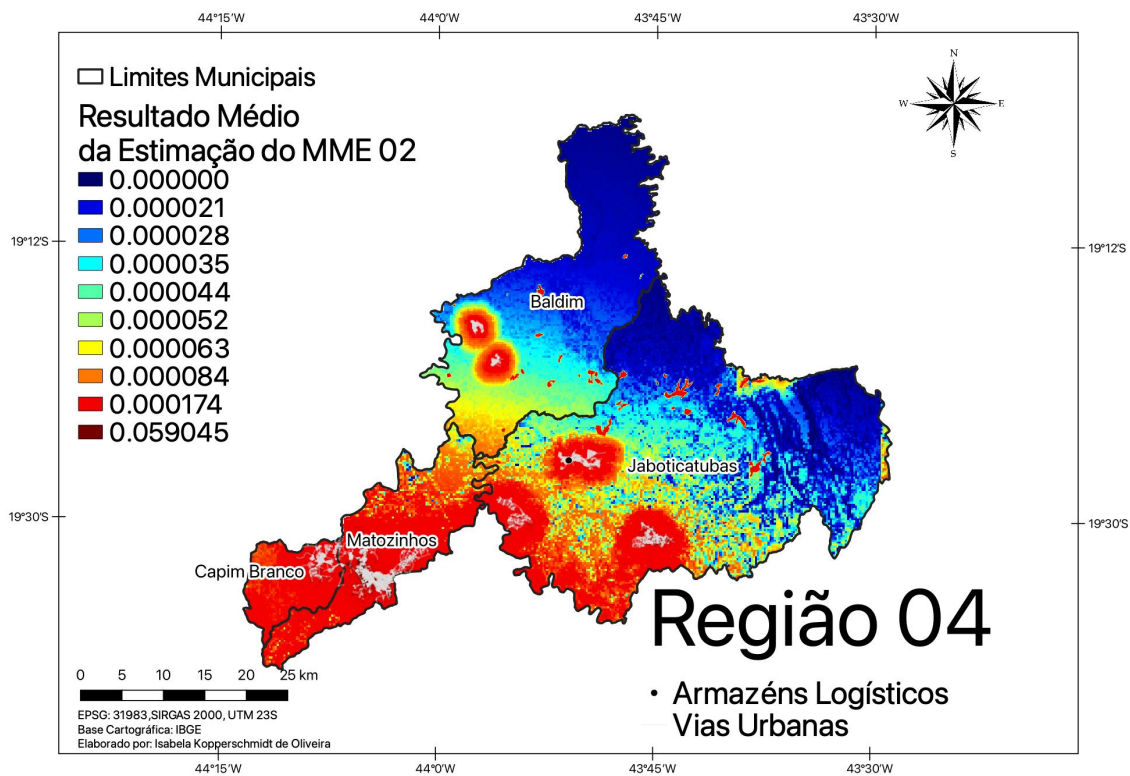 44°15'W 44°0'W 43°45'W 43°30'W
N
W E
S
Limites Municipais
Resultado Médio
da Estimação do MME 02
0.000000
0.000021
0.000028
0.000035
0.000044
0.000052
0.000063
0.000084
0.000174
0.059045
19°12'S 19°12'S
Baldim
Jaboticatubas
19°30'S 19°30'S
Matozinhos
Capim Branco
Região 04
0 5 10 15 20 25 km
Armazéns Logísticos
Vias Urbanas
EPSG: 31983,SIRGAS 2000, UTM 23S
Base Cartográfica: IBGE
Elaborado por: Isabela Kopperschmidt de Oliveira
44°15'W 44°0'W 43°45'W 43°30'W